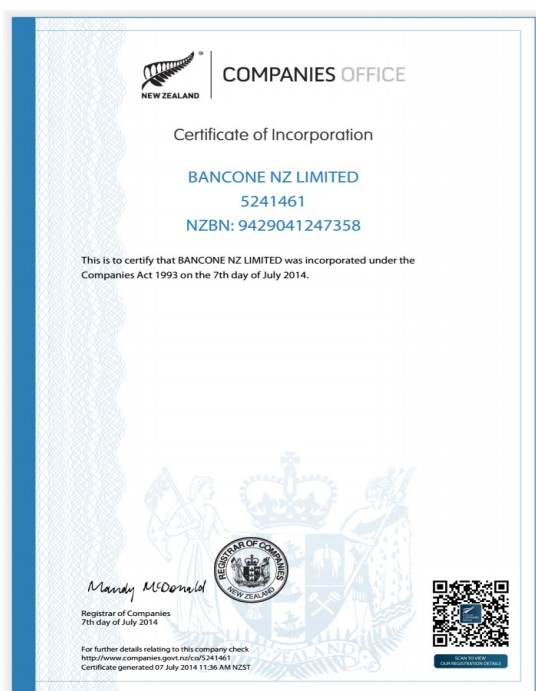 NEW ZEALAND
COMPANIES OFFICE
Certificate of Incorporation
BANCONE NZ LIMITED
5241461
NZBN: 9429041247358
This is to certify that BANCONE NZ LIMITED was incorporated under the
Companies Act 1993 on the 7th day of July 2014.
REGISTRAR OF COMPANIES
NEW ZEALAND
Mandy McDonald
Registrar of Companies
7th day of July 2014
For further details relating to this company check
http://www.companies.govt.nz/co/5241461
Certificate generated 07 July 2014 11:36 AM NZST
NEW ZEALAND
SCAN TO VIEW
OUR REGISTRATION DETAILS